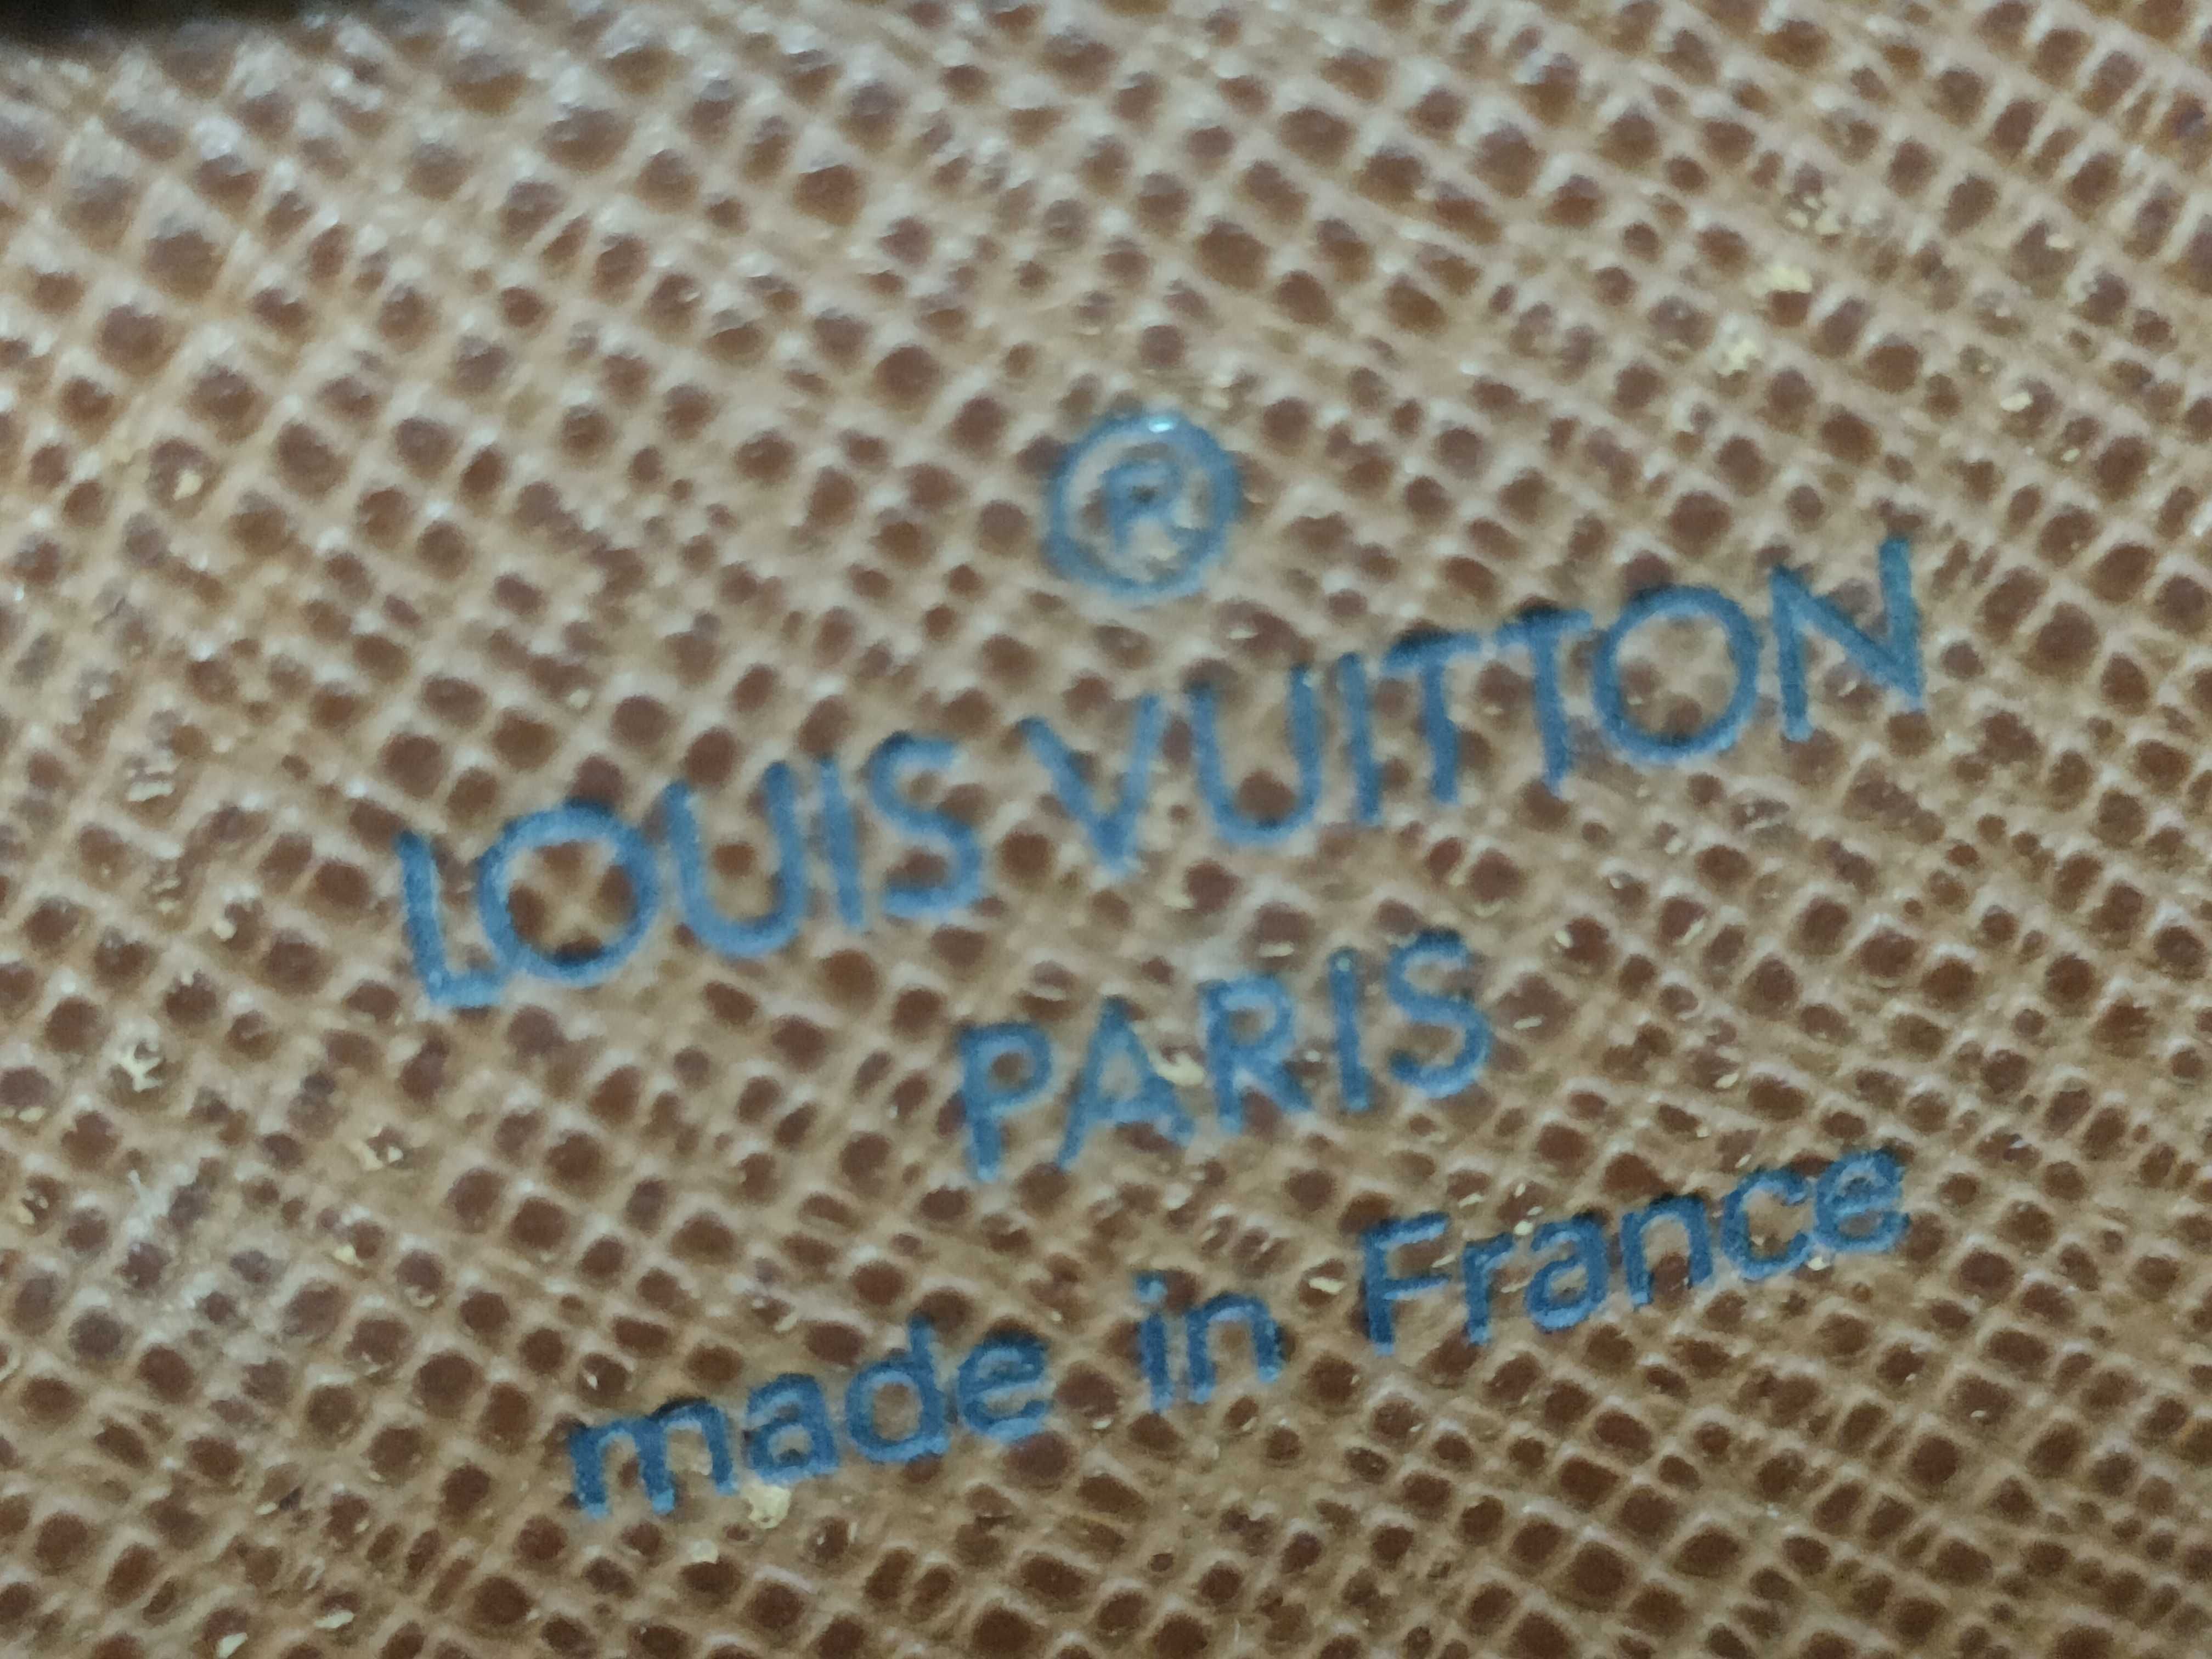 ®
LOUIS VUITTON
PARIS
made in France